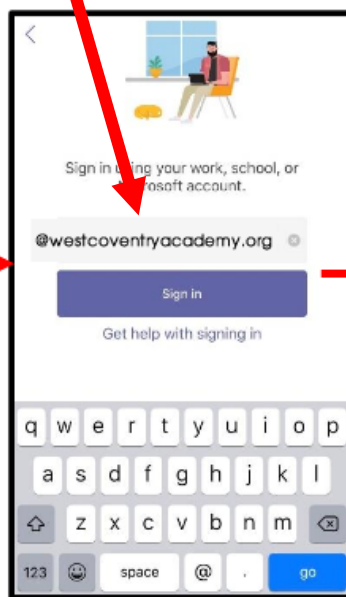 Sign in using your work, school, or
Microsoft account.
@westcoventryacademy.org
Sign in
Get help with signing in
q w e r t y u i o p
a s d f g h j k l
z x c v b n m
123 space @ . go